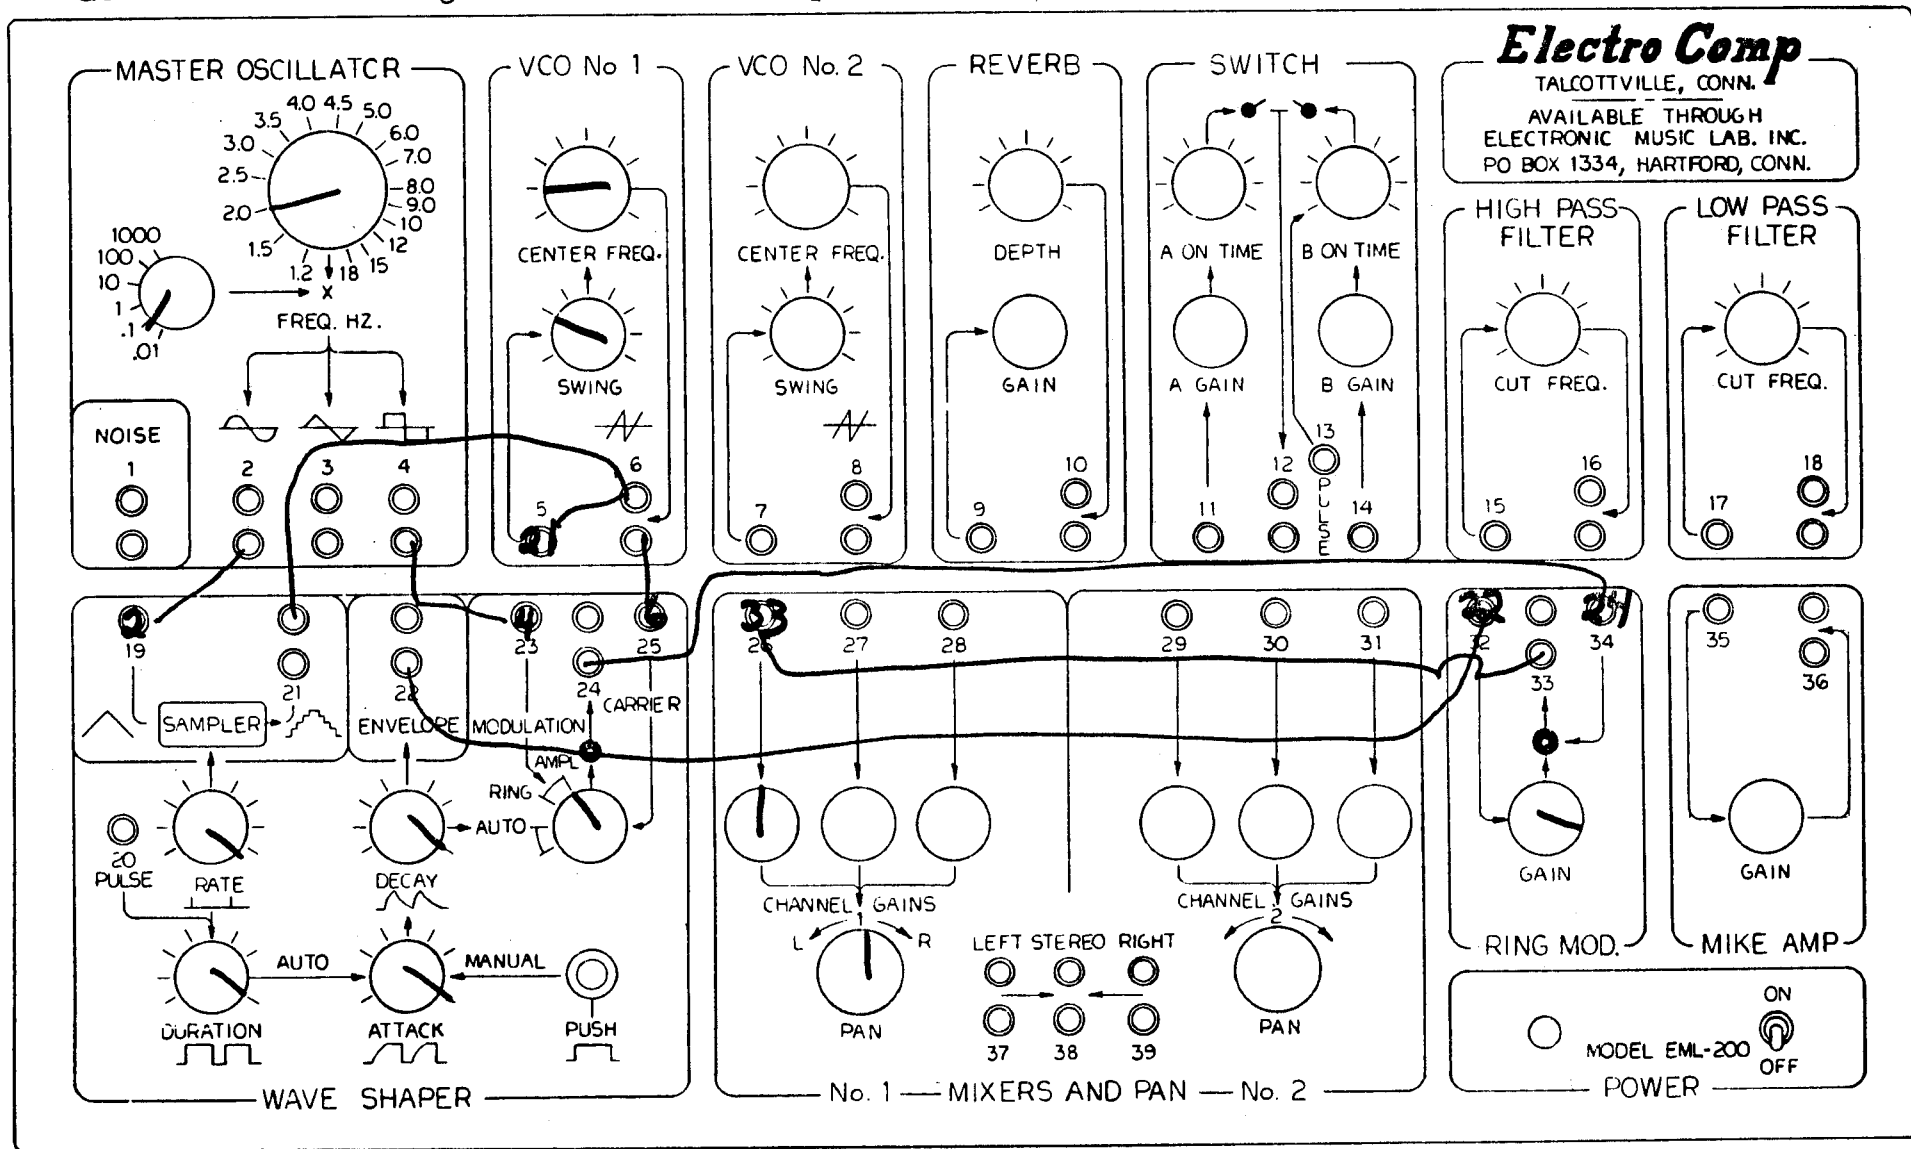 Electro Comp
TALCOTTVILLE, CONN.
AVAILABLE THROUGH
ELECTRONIC MUSIC LAB. INC.
PO BOX 1334, HARTFORD, CONN.
MASTER OSCILLATOR
4.0 4.5 5.0
3.5 6.0
3.0 7.0
2.5 8.0
2.0 9.0
10
1.5 12
1.2 18 15
1000
100
10
1
.1
.01
X
FREQ. HZ.
NOISE
1 2 3 4
VCO No 1
CENTER FREQ.
SWING
5 6
21
VCO No. 2
CENTER FREQ.
SWING
7 8
REVERB
DEPTH
GAIN
9 10
SWITCH
A ON TIME B ON TIME
A GAIN B GAIN
11 12 13 14
PULSE
HIGH PASS
FILTER
CUT FREQ.
15 16
LOW PASS
FILTER
CUT FREQ.
17 18
2
19
21
SAMPLER
22
ENVELOPE
4 6
23 24 25
MODULATION
CARRIER
AMPL
RING
AUTO
20
PULSE
RATE
DECAY
DURATION
AUTO
ATTACK
MANUAL
PUSH
WAVE SHAPER
33
26 27 28 29 30 31
CHANNEL GAINS
1
L R
PAN
CHANNEL GAINS
2
PAN
LEFT STEREO RIGHT
37 38 39
No. 1 — MIXERS AND PAN — No. 2
22 24
32 33 34
GAIN
RING MOD.
35 36
GAIN
MIKE AMP
ON
MODEL EML-200
OFF
POWER